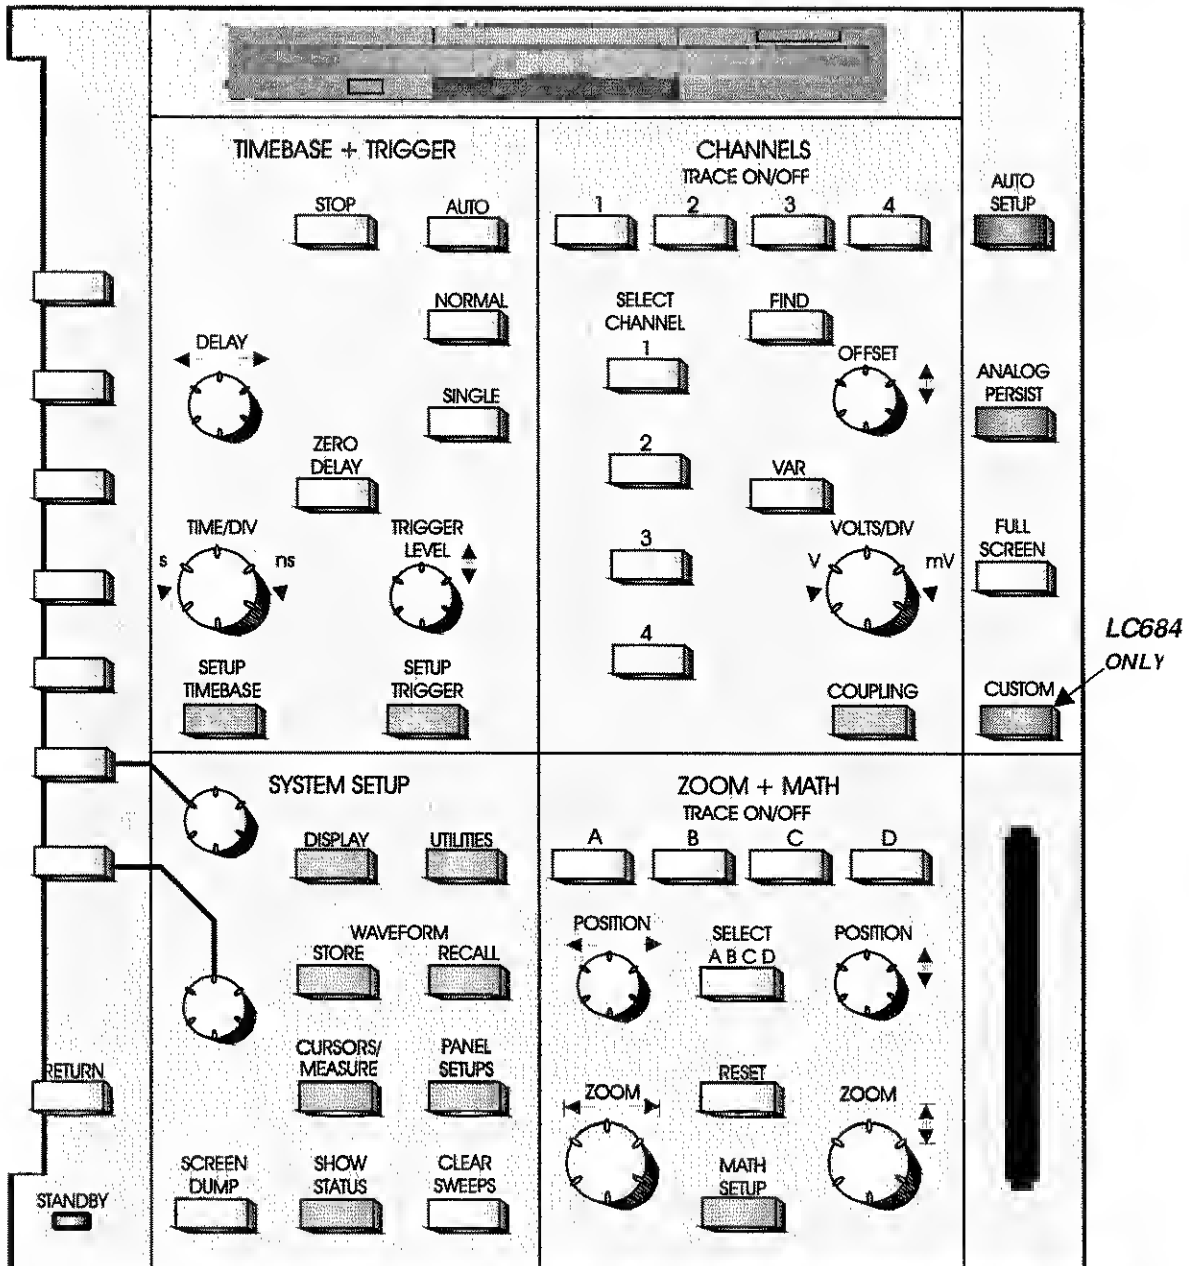 TIMEBASE + TRIGGER
STOP
AUTO
NORMAL
DELAY
SINGLE
ZERO
DELAY
TIME/DIV
s
ns
TRIGGER
LEVEL
SETUP
TIMEBASE
SETUP
TRIGGER
CHANNELS
TRACE ON/OFF
1
2
3
4
SELECT
CHANNEL
1
FIND
OFFSET
2
VAR
3
VOLTS/DIV
V
mV
4
COUPLING
AUTO
SETUP
ANALOG
PERSIST
FULL
SCREEN
CUSTOM
LC684
ONLY
SYSTEM SETUP
DISPLAY
UTILITIES
WAVEFORM
STORE
RECALL
CURSORS/
MEASURE
PANEL
SETUPS
SCREEN
DUMP
SHOW
STATUS
CLEAR
SWEEPS
RETURN
STANDBY
ZOOM + MATH
TRACE ON/OFF
A
B
C
D
POSITION
SELECT
A B C D
POSITION
RESET
ZOOM
ZOOM
MATH
SETUP